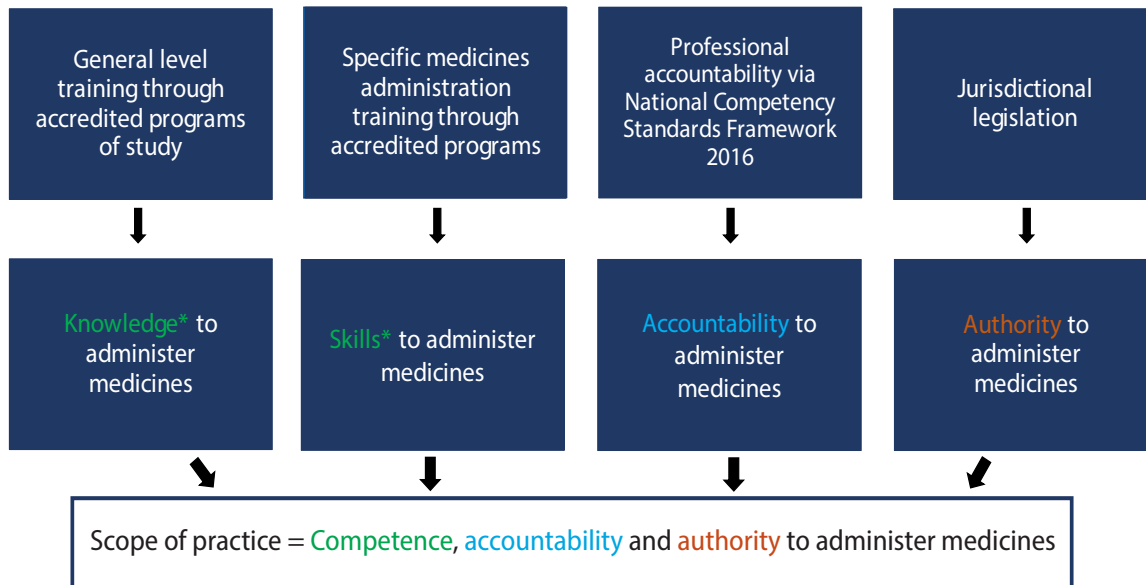 General level
training through
accredited programs
of study
Specific medicines
administration
training through
accredited programs
Professional
accountability via
National Competency
Standards Framework
2016
Jurisdictional
legislation
Knowledge* to
administer
medicines
Skills* to administer
medicines
Accountability to
administer
medicines
Authority to
administer
medicines
Scope of practice = Competence, accountability and authority to administer medicines